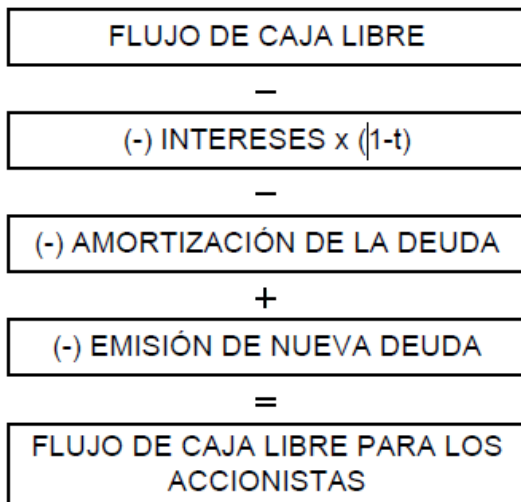 FLUJO DE CAJA LIBRE
–
(-) INTERESES x (1-t)
–
(-) AMORTIZACIÓN DE LA DEUDA
+
(-) EMISIÓN DE NUEVA DEUDA
=
FLUJO DE CAJA LIBRE PARA LOS
ACCIONISTAS